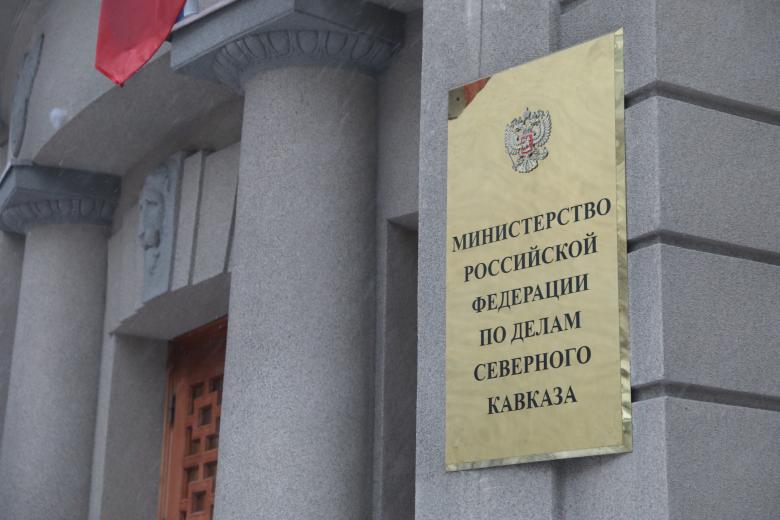 МИНИСТЕРСТВО
РОССИЙСКОЙ
ФЕДЕРАЦИИ
ПО ДЕЛАМ
СЕВЕРНОГО
КАВКАЗА